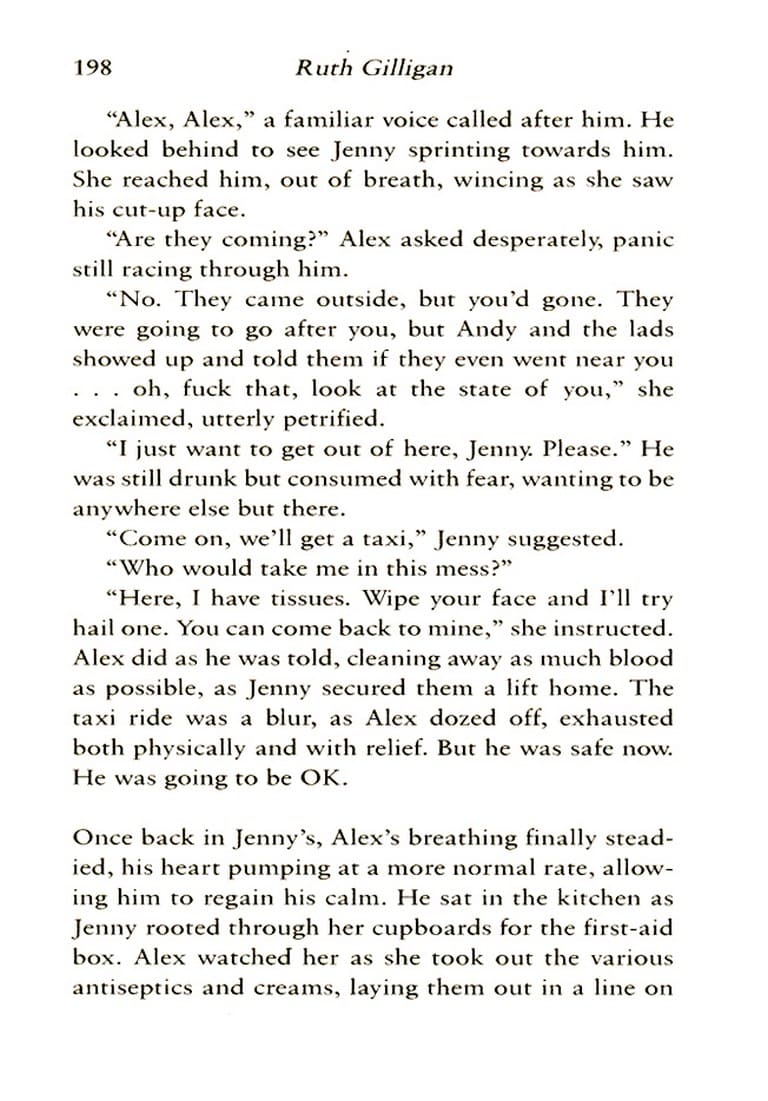 198 Ruth Gilligan
“Alex, Alex,” a familiar voice called after him. He
looked behind to see Jenny sprinting towards him.
She reached him, out of breath, wincing as she saw
his cut-up face.
“Are they coming?” Alex asked desperately, panic
still racing through him.
“No. They came outside, but you’d gone. They
were going to go after you, but Andy and the lads
showed up and told them if they even went near you
. . . oh, fuck that, look at the state of you,” she
exclaimed, utterly petrified.
“I just want to get out of here, Jenny. Please.” He
was still drunk but consumed with fear, wanting to be
anywhere else but there.
“Come on, we’ll get a taxi,” Jenny suggested.
“Who would take me in this mess?”
“Here, I have tissues. Wipe your face and I’ll try
hail one. You can come back to mine,” she instructed.
Alex did as he was told, cleaning away as much blood
as possible, as Jenny secured them a lift home. The
taxi ride was a blur, as Alex dozed off, exhausted
both physically and with relief. But he was safe now.
He was going to be OK.
Once back in Jenny’s, Alex’s breathing finally stead-
ied, his heart pumping at a more normal rate, allow-
ing him to regain his calm. He sat in the kitchen as
Jenny rooted through her cupboards for the first-aid
box. Alex watched her as she took out the various
antiseptics and creams, laying them out in a line on